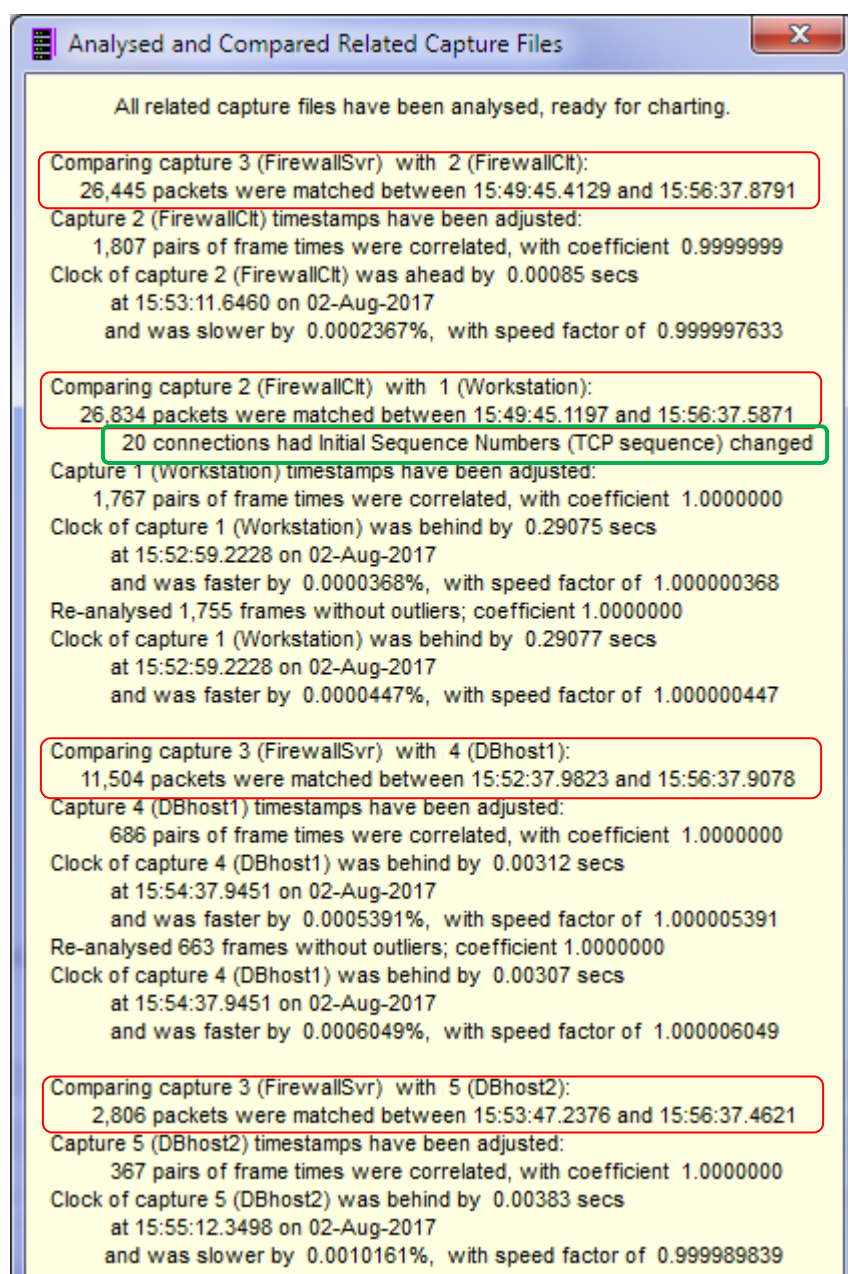 Analysed and Compared Related Capture Files
All related capture files have been analysed, ready for charting.
Comparing capture 3 (FirewallSvr) with 2 (FirewallClt):
26,445 packets were matched between 15:49:45.4129 and 15:56:37.8791
Capture 2 (FirewallClt) timestamps have been adjusted:
1,807 pairs of frame times were correlated, with coefficient 0.9999999
Clock of capture 2 (FirewallClt) was ahead by 0.00085 secs
at 15:53:11.6460 on 02-Aug-2017
and was slower by 0.0002367%, with speed factor of 0.999997633
Comparing capture 2 (FirewallClt) with 1 (Workstation):
26,834 packets were matched between 15:49:45.1197 and 15:56:37.5871
20 connections had Initial Sequence Numbers (TCP sequence) changed
Capture 1 (Workstation) timestamps have been adjusted:
1,767 pairs of frame times were correlated, with coefficient 1.0000000
Clock of capture 1 (Workstation) was behind by 0.29075 secs
at 15:52:59.2228 on 02-Aug-2017
and was faster by 0.0000368%, with speed factor of 1.000000368
Re-analysed 1,755 frames without outliers; coefficient 1.0000000
Clock of capture 1 (Workstation) was behind by 0.29077 secs
at 15:52:59.2228 on 02-Aug-2017
and was faster by 0.0000447%, with speed factor of 1.000000447
Comparing capture 3 (FirewallSvr) with 4 (DBhost1):
11,504 packets were matched between 15:52:37.9823 and 15:56:37.9078
Capture 4 (DBhost1) timestamps have been adjusted:
686 pairs of frame times were correlated, with coefficient 1.0000000
Clock of capture 4 (DBhost1) was behind by 0.00312 secs
at 15:54:37.9451 on 02-Aug-2017
and was faster by 0.0005391%, with speed factor of 1.000005391
Re-analysed 663 frames without outliers; coefficient 1.0000000
Clock of capture 4 (DBhost1) was behind by 0.00307 secs
at 15:54:37.9451 on 02-Aug-2017
and was faster by 0.0006049%, with speed factor of 1.000006049
Comparing capture 3 (FirewallSvr) with 5 (DBhost2):
2,806 packets were matched between 15:53:47.2376 and 15:56:37.4621
Capture 5 (DBhost2) timestamps have been adjusted:
367 pairs of frame times were correlated, with coefficient 1.0000000
Clock of capture 5 (DBhost2) was behind by 0.00383 secs
at 15:55:12.3498 on 02-Aug-2017
and was slower by 0.0010161%, with speed factor of 0.999989839